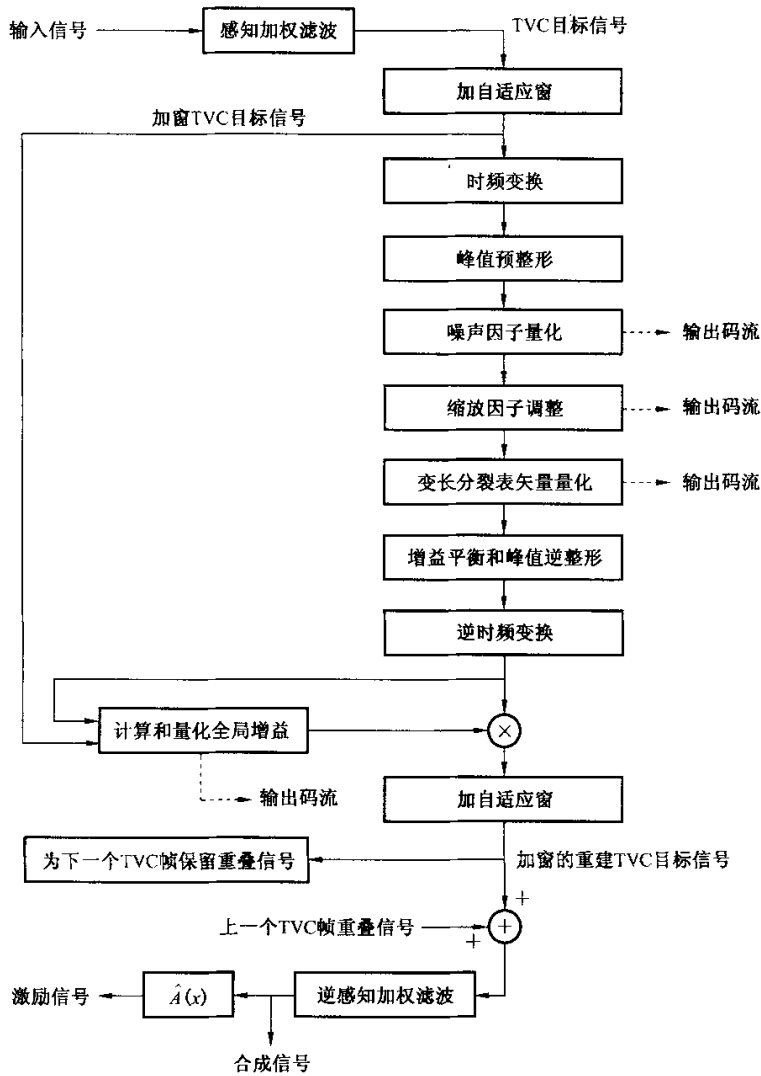 输入信号
感知加权滤波
TVC目标信号
加自适应窗
加窗TVC目标信号
时频变换
峰值预整形
噪声因子量化
输出码流
缩放因子调整
输出码流
变长分裂表矢量量化
输出码流
增益平衡和峰值逆整形
逆时频变换
计算和量化全局增益
×
输出码流
加自适应窗
为下一个TVC帧保留重叠信号
加窗的重建TVC目标信号
+
上一个TVC帧重叠信号
+
+
激励信号
Â(x)
逆感知加权滤波
合成信号